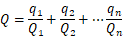 Q = q₁/Q₁ + q₂/Q₂ + ⋯ qₙ/Qₙ